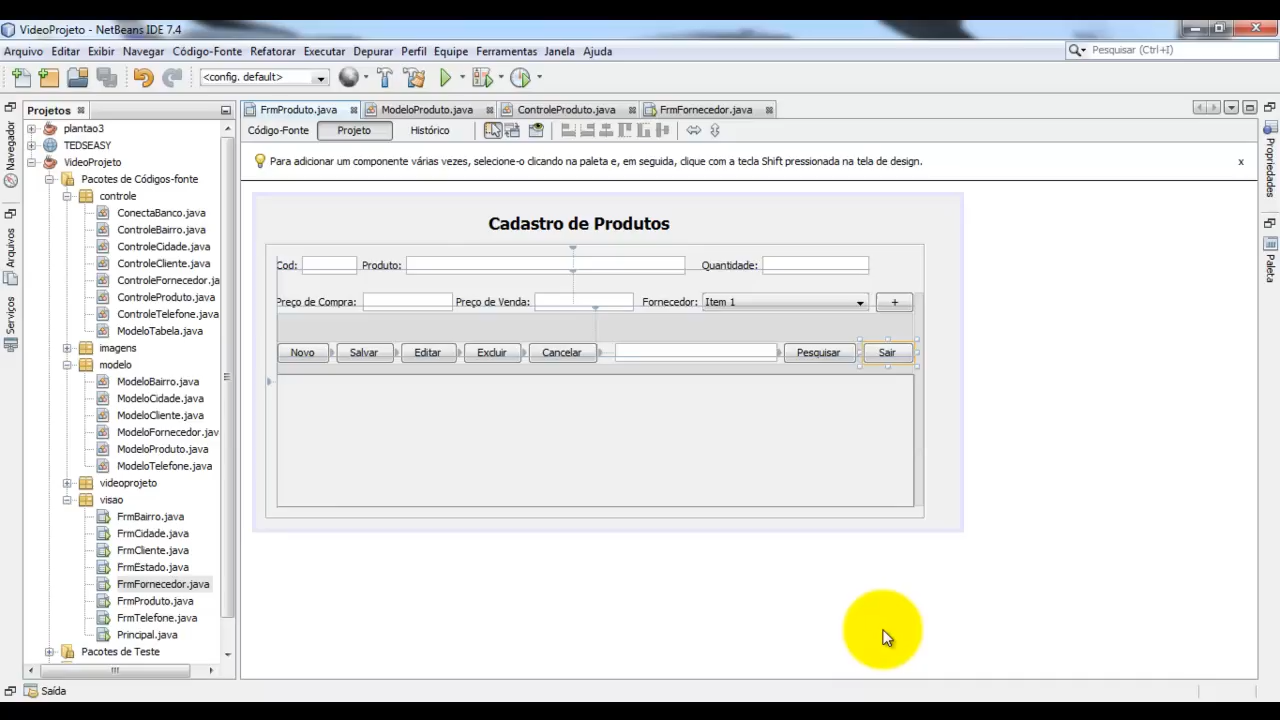 VideoProjeto - NetBeans IDE 7.4
Arquivo Editar Exibir Navegar Código-Fonte Refatorar Executar Depurar Perfil Equipe Ferramentas Janela Ajuda
Pesquisar (Ctrl+I)
<config. default>
Projetos
FrmProduto.java
ModeloProduto.java
ControleProduto.java
FrmFornecedor.java
Código-Fonte Projeto Histórico
Para adicionar um componente várias vezes, selecione-o clicando na paleta e, em seguida, clique com a tecla Shift pressionada na tela de design.
x
Navegador
Arquivos
Serviços
plantao3
TEDSEASY
VideoProjeto
Pacotes de Códigos-fonte
controle
ConectaBanco.java
ControleBairro.java
ControleCidade.java
ControleCliente.java
ControleFornecedor.ja
ControleProduto.java
ControleTelefone.java
ModeloTabela.java
imagens
modelo
ModeloBairro.java
ModeloCidade.java
ModeloCliente.java
ModeloFornecedor.jav
ModeloProduto.java
ModeloTelefone.java
videoprojeto
visao
FrmBairro.java
FrmCidade.java
FrmCliente.java
FrmEstado.java
FrmFornecedor.java
FrmProduto.java
FrmTelefone.java
Principal.java
Pacotes de Teste
Cadastro de Produtos
Cod: Produto: Quantidade:
Preço de Compra: Preço de Venda: Fornecedor: Item 1 +
Novo Salvar Editar Excluir Cancelar Pesquisar Sair
Propriedades
Paleta
Saída